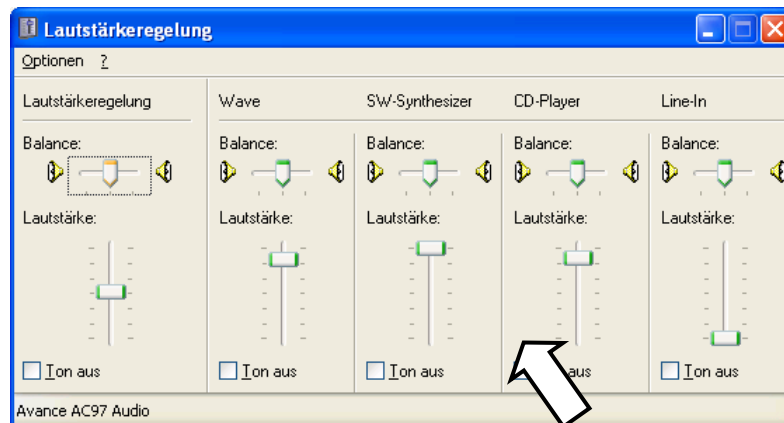 Lautstärkeregelung
Optionen ?
Lautstärkeregelung Wave SW-Synthesizer CD-Player Line-In
Balance: Balance: Balance: Balance: Balance:
Lautstärke: Lautstärke: Lautstärke: Lautstärke: Lautstärke:
Ton aus Ton aus Ton aus aus Ton aus
Avance AC97 Audio